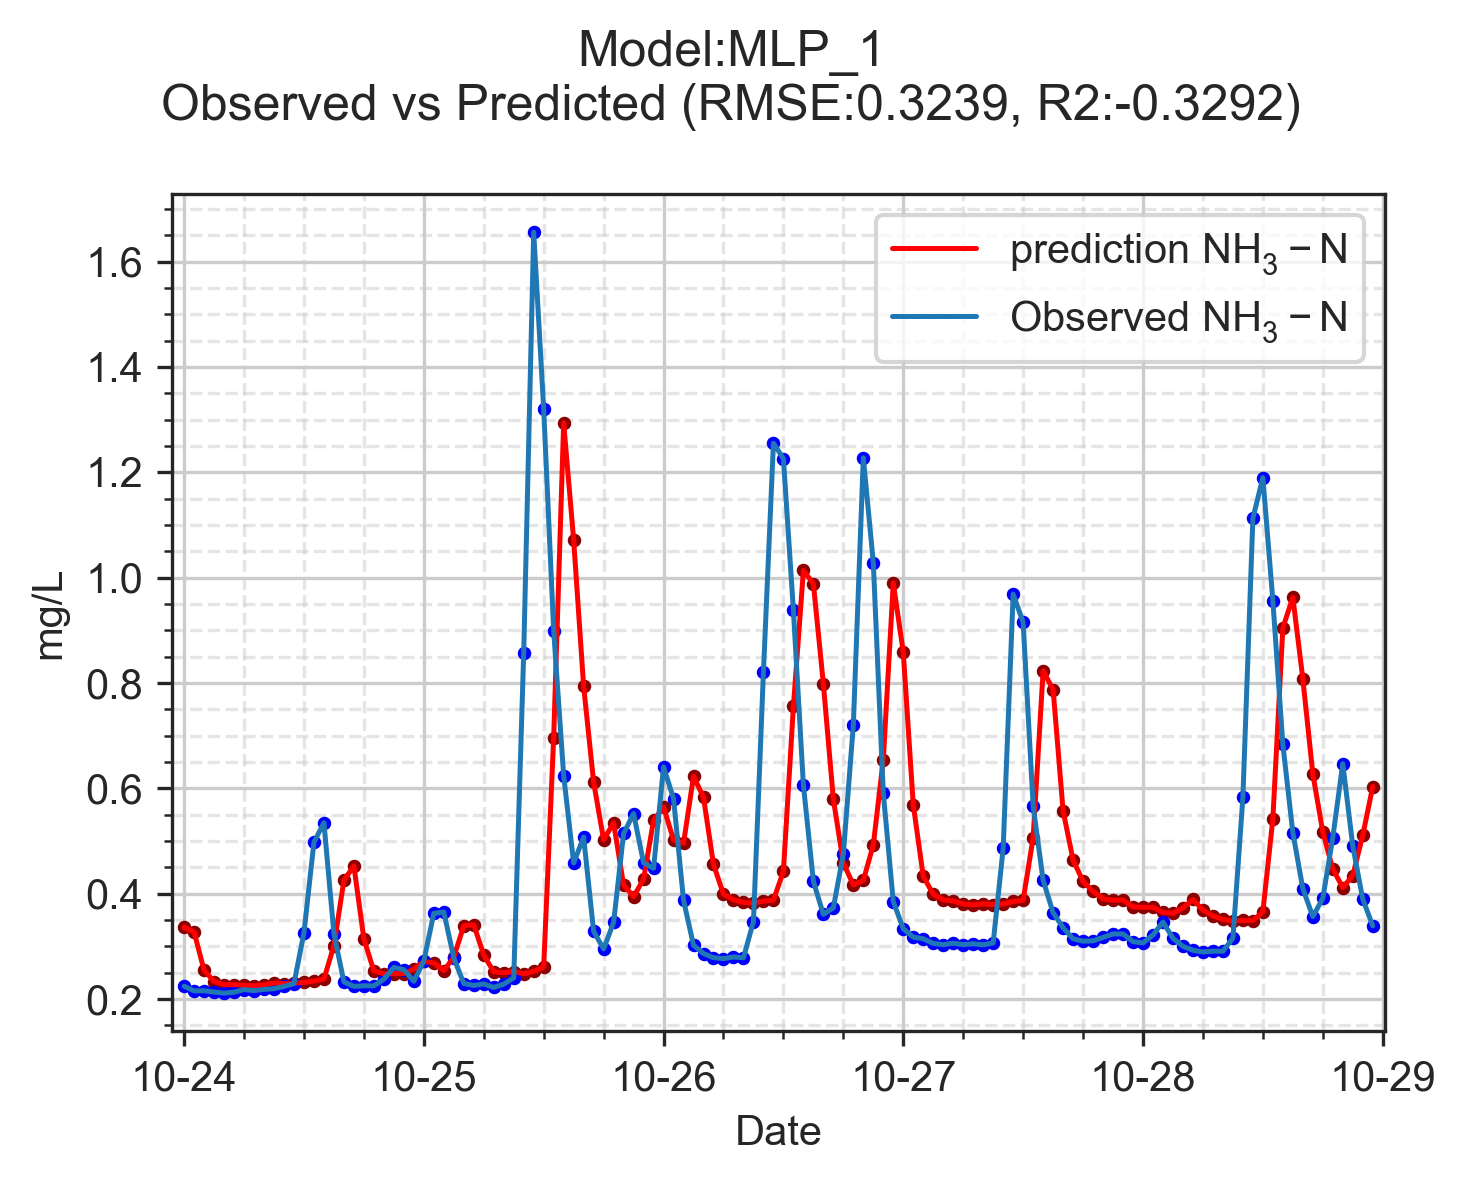 Model:MLP_1
Observed vs Predicted (RMSE:0.3239, R2:-0.3292)
prediction NH₃ − N
Observed NH₃ − N
1.6
1.4
1.2
1.0
0.8
0.6
0.4
0.2
mg/L
10-24 10-25 10-26 10-27 10-28 10-29
Date